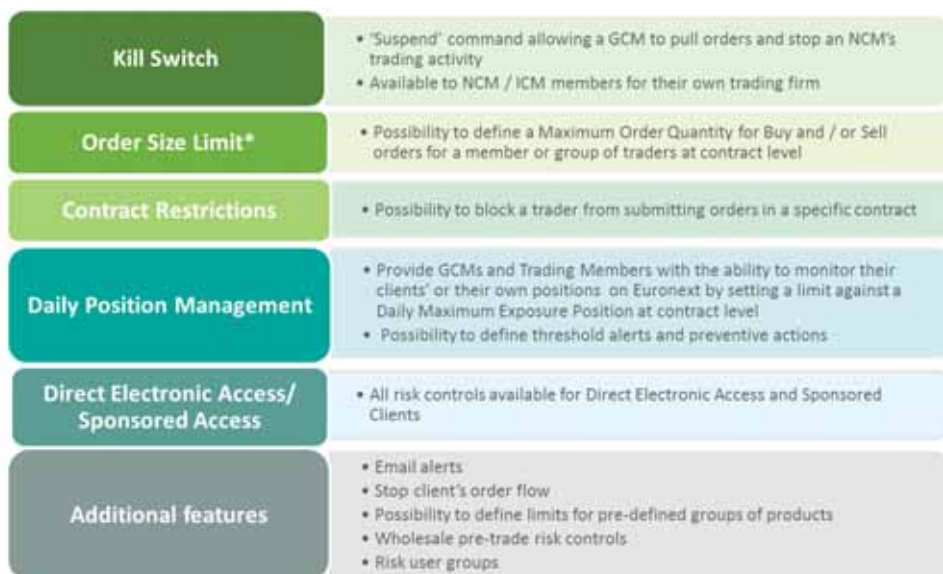 Kill Switch
• 'Suspend' command allowing a GCM to pull orders and stop an NCM's
trading activity
• Available to NCM / ICM members for their own trading firm
Order Size Limit*
• Possibility to define a Maximum Order Quantity for Buy and / or Sell
orders for a member or group of traders at contract level
Contract Restrictions
• Possibility to block a trader from submitting orders in a specific contract
Daily Position Management
• Provide GCMs and Trading Members with the ability to monitor their
clients' or their own positions on Euronext by setting a limit against a
Daily Maximum Exposure Position at contract level
• Possibility to define threshold alerts and preventive actions
Direct Electronic Access/
Sponsored Access
• All risk controls available for Direct Electronic Access and Sponsored
Clients
Additional features
• Email alerts
• Stop client's order flow
• Possibility to define limits for pre-defined groups of products
• Wholesale pre-trade risk controls
• Risk user groups